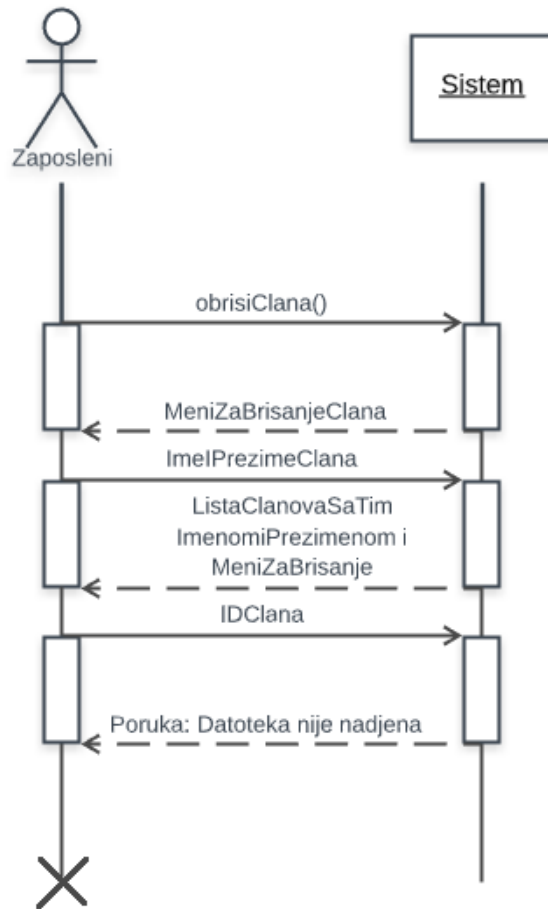 Zaposleni
Sistem
obrisiClana()
MeniZaBrisanjeClana
ImeIPrezimeClana
ListaClanovaSaTim
ImenomiPrezimenom i
MeniZaBrisanje
IDClana
Poruka: Datoteka nije nadjena